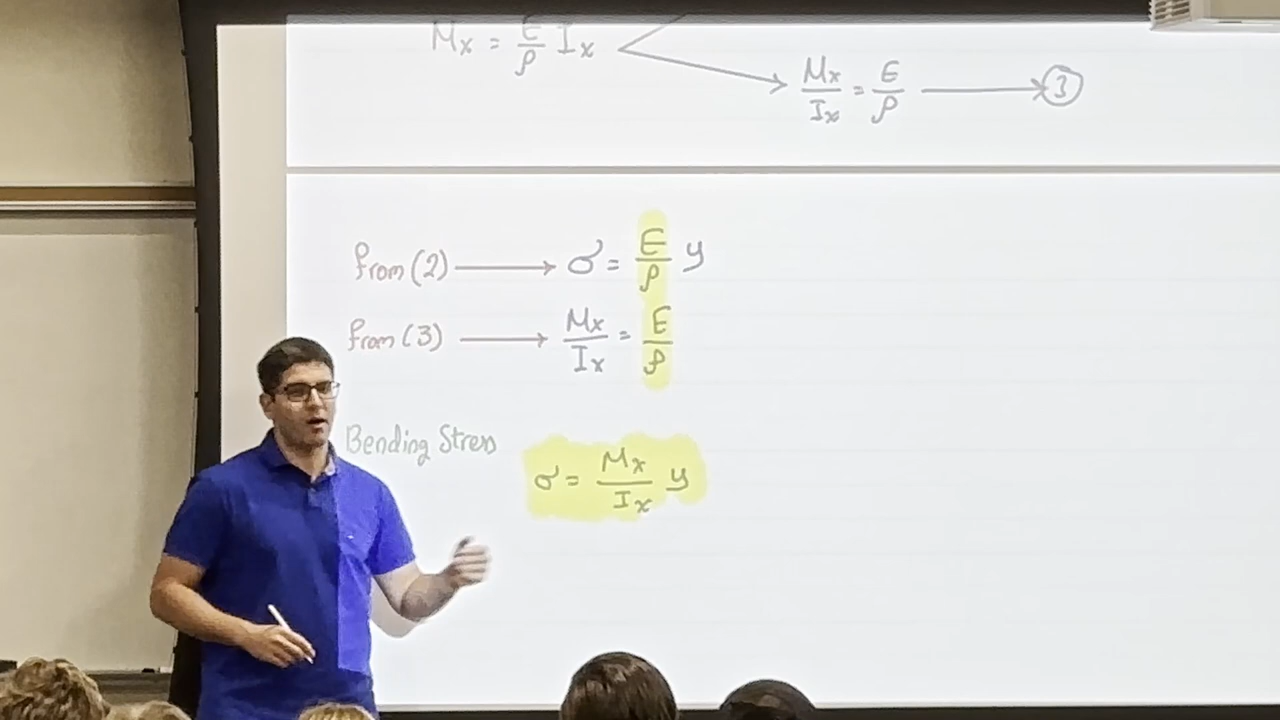 Mx = E/ρ Ix
Mx/Ix = E/ρ → 3
from (2) → σ = E/ρ y
from (3) → Mx/Ix = E/ρ
Bending Stress
σ = Mx/Ix y